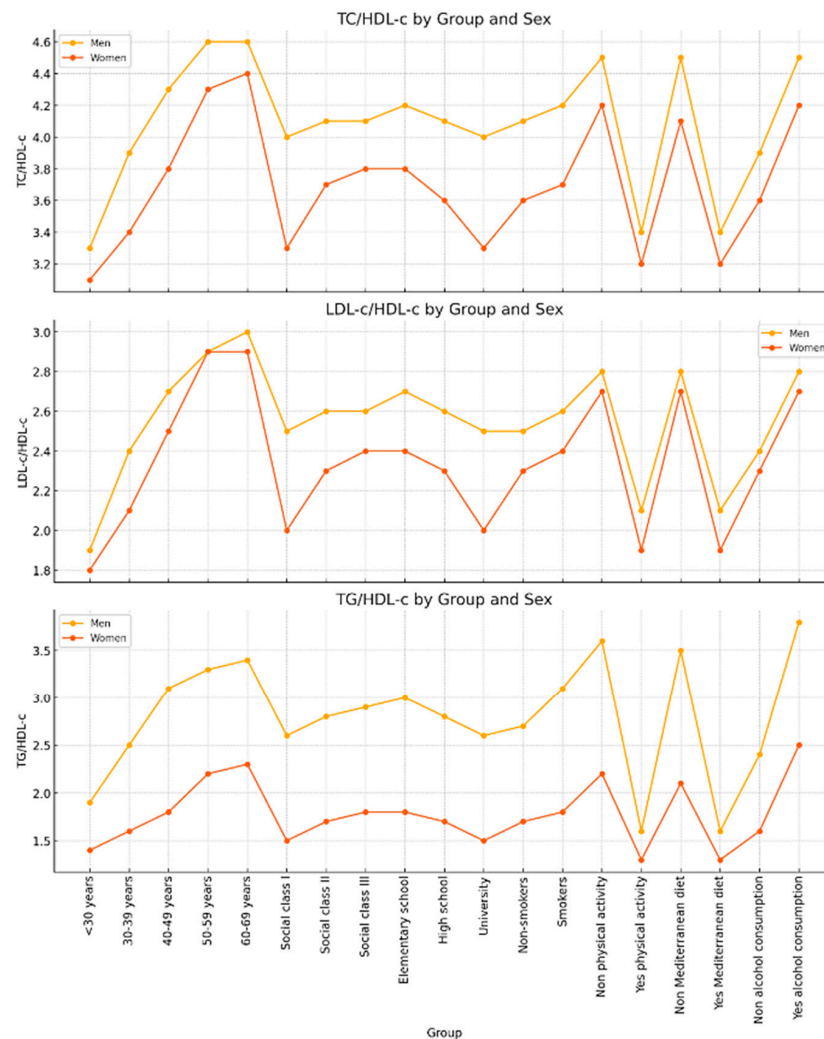 TC/HDL-c by Group and Sex
Men
Women
TC/HDL-c
4.6
4.4
4.2
4.0
3.8
3.6
3.4
3.2
LDL-c/HDL-c by Group and Sex
Men
Women
LDL-c/HDL-c
3.0
2.8
2.6
2.4
2.2
2.0
1.8
TG/HDL-c by Group and Sex
Men
Women
TG/HDL-c
3.5
3.0
2.5
2.0
1.5
<30 years
30-39 years
40-49 years
50-59 years
60-69 years
Social class I
Social class II
Social class III
Elementary school
High school
University
Non-smokers
Smokers
Non physical activity
Yes physical activity
Non Mediterranean diet
Yes Mediterranean diet
Non alcohol consumption
Yes alcohol consumption
Group